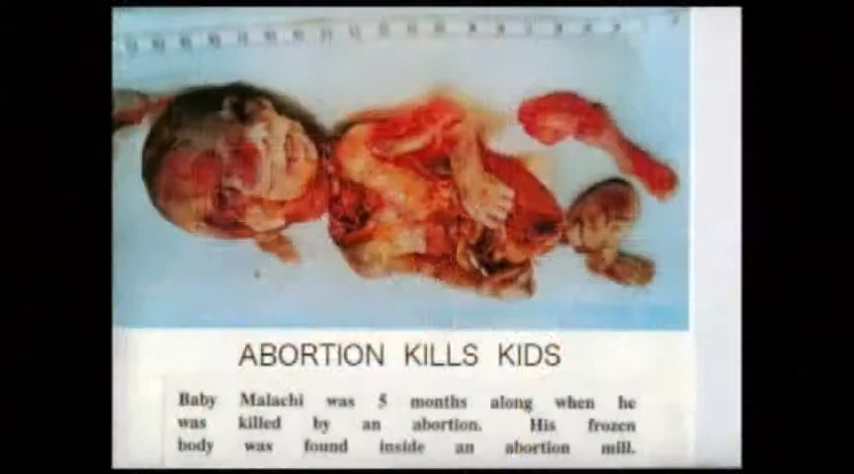 ABORTION KILLS KIDS
Baby Malachi was 5 months along when he
was killed by an abortion. His frozen
body was found inside an abortion mill.